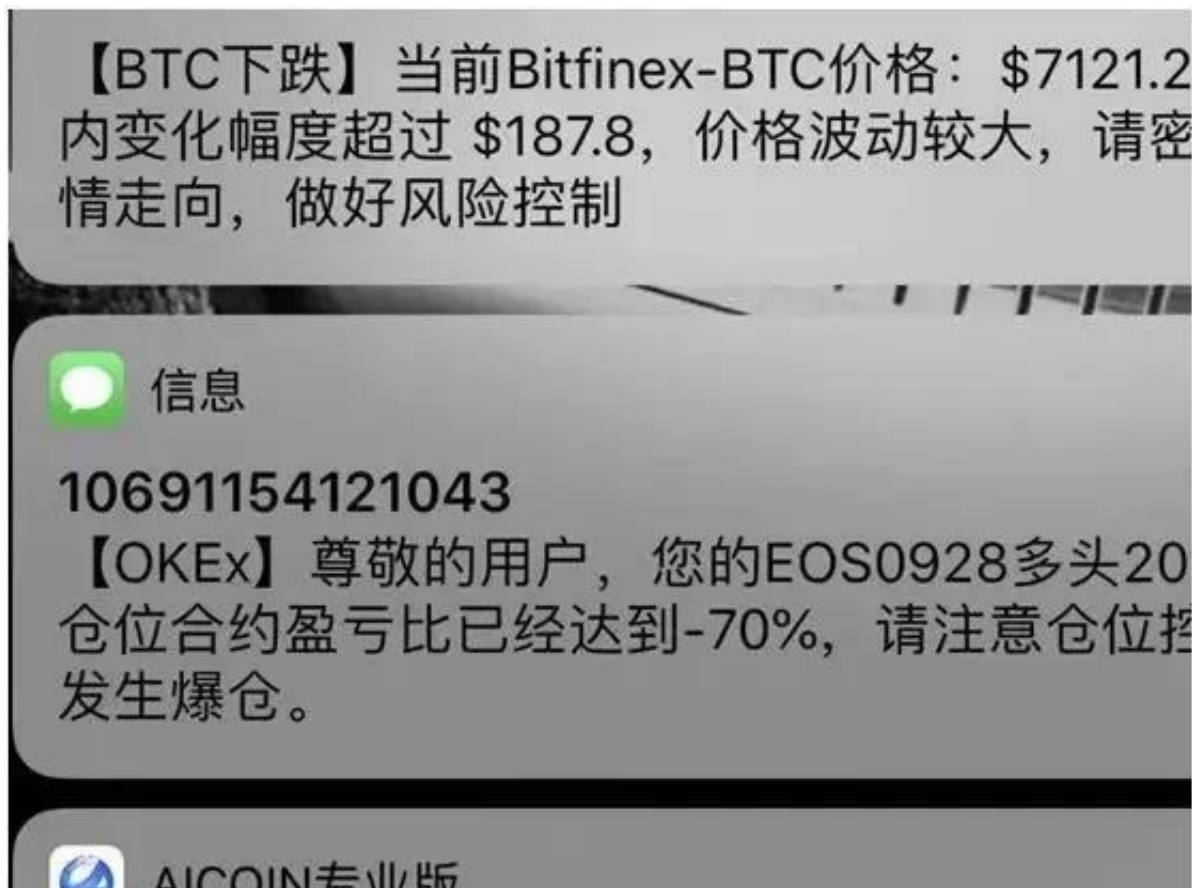 【BTC下跌】当前Bitfinex-BTC价格：$7121.2
内变化幅度超过 $187.8，价格波动较大，请密
情走向，做好风险控制
信息
10691154121043
【OKEx】尊敬的用户，您的EOS0928多头20
仓位合约盈亏比已经达到-70%，请注意仓位控
发生爆仓。
AICOIN专业版